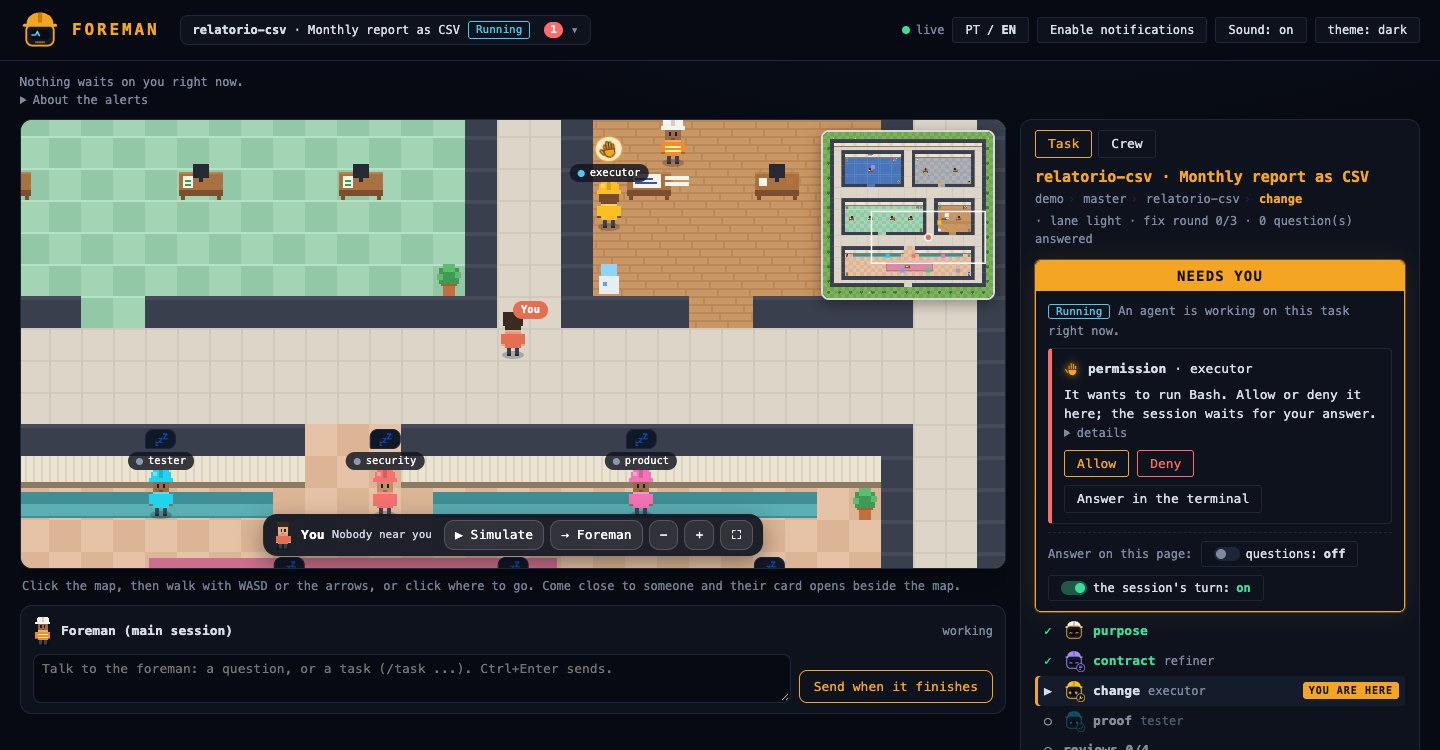 FOREMAN
relatorio-csv · Monthly report as CSV Running 1 ▾
live
PT / EN
Enable notifications
Sound: on
theme: dark
Nothing waits on you right now.
▶ About the alerts
executor
You
tester
security
product
You Nobody near you
▶ Simulate
→ Foreman
−
+
Click the map, then walk with WASD or the arrows, or click where to go. Come close to someone and their card opens beside the map.
Foreman (main session)
working
Talk to the foreman: a question, or a task (/task ...). Ctrl+Enter sends.
Send when it finishes
Task
Crew
relatorio-csv · Monthly report as CSV
demo › master › relatorio-csv › change
· lane light · fix round 0/3 · 0 question(s)
answered
NEEDS YOU
Running An agent is working on this task
right now.
permission · executor
It wants to run Bash. Allow or deny it
here; the session waits for your answer.
▶ details
Allow
Deny
Answer in the terminal
Answer on this page:
questions: off
the session's turn: on
✓ purpose
✓ contract refiner
▶ change executor YOU ARE HERE
○ proof tester
○ reviews 0/4